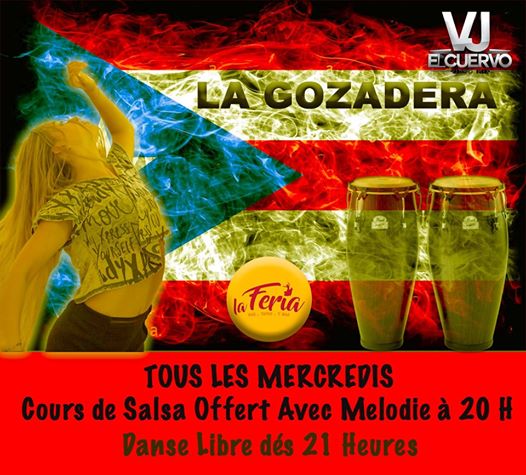 VJ
EL CUERVO
LA GOZADERA
la Feria
TOUS LES MERCREDIS
Cours de Salsa Offert Avec Melodie à 20 H
Danse Libre dés 21 Heures